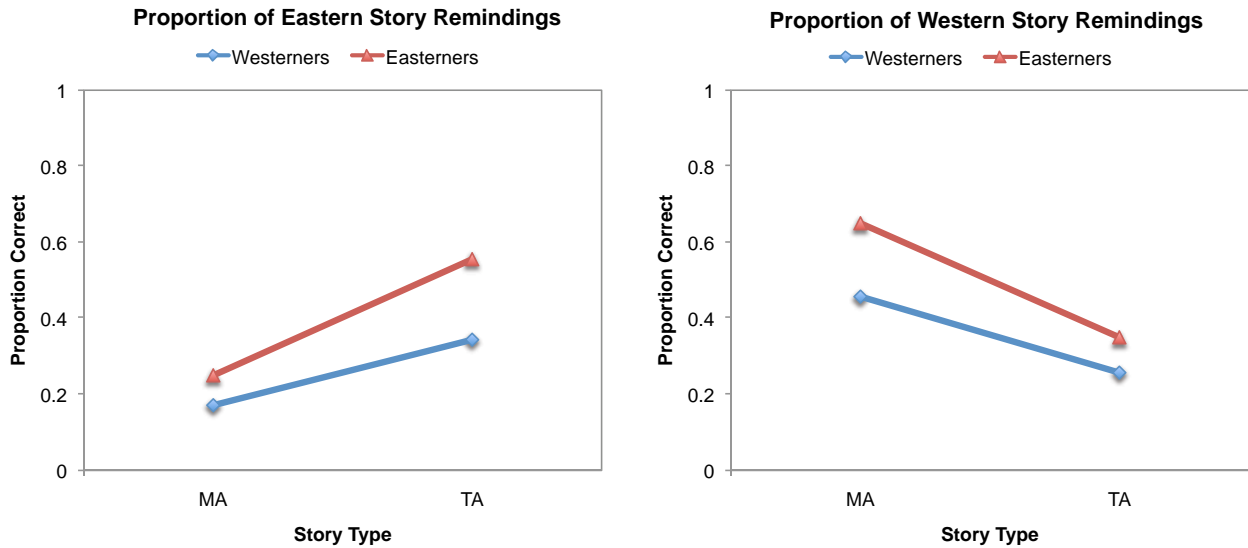 Proportion of Eastern Story Remindings
Westerners Easterners
1
0.8
0.6
0.4
0.2
0
Proportion Correct
MA TA
Story Type
Proportion of Western Story Remindings
Westerners Easterners
1
0.8
0.6
0.4
0.2
0
Proportion Correct
MA TA
Story Type